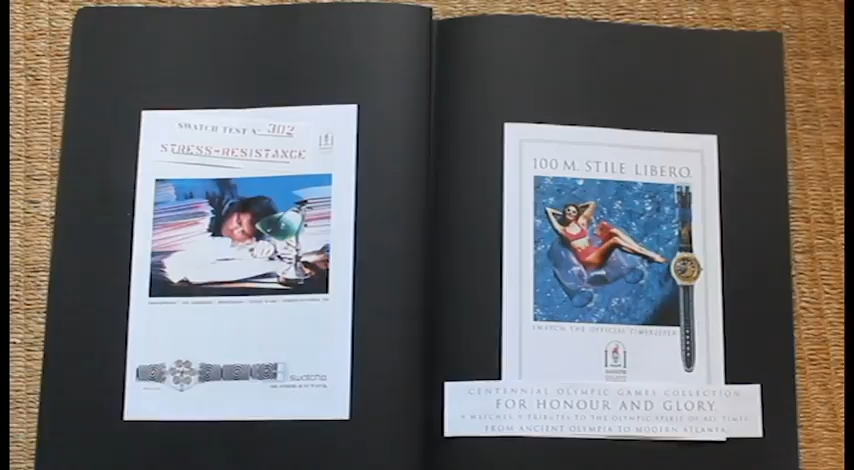 SWATCH TEST N° 302
STRESS-RESISTANCE
swatch
100 M. STILE LIBERO.
SWATCH. THE OFFICIAL TIMEKEEPER
CENTENNIAL OLYMPIC GAMES COLLECTION
FOR HONOUR AND GLORY.
9 WATCHES, 9 TRIBUTES TO THE OLYMPIC SPIRIT OF ALL TIMES.
FROM ANCIENT OLYMPIA TO MODERN ATLANTA.